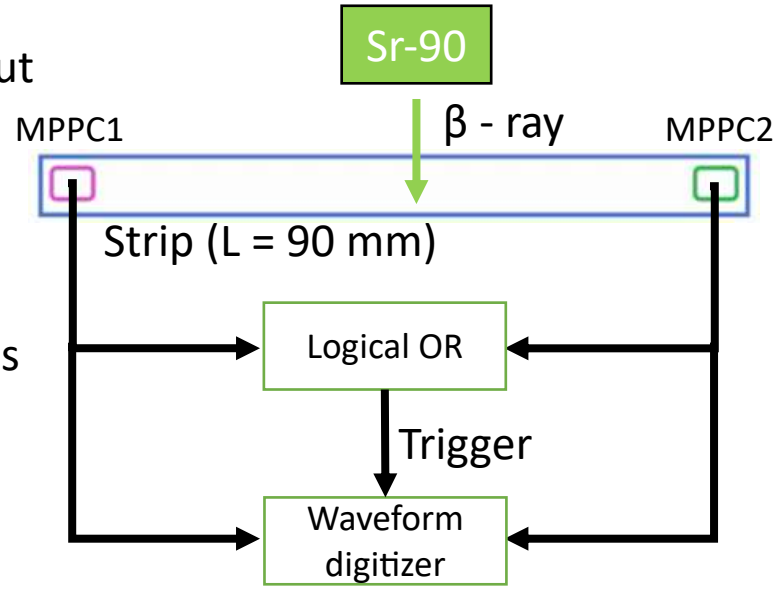 Sr-90
ut
MPPC1
β - ray
MPPC2
Strip (L = 90 mm)
Logical OR
s
Trigger
Waveform
digitizer